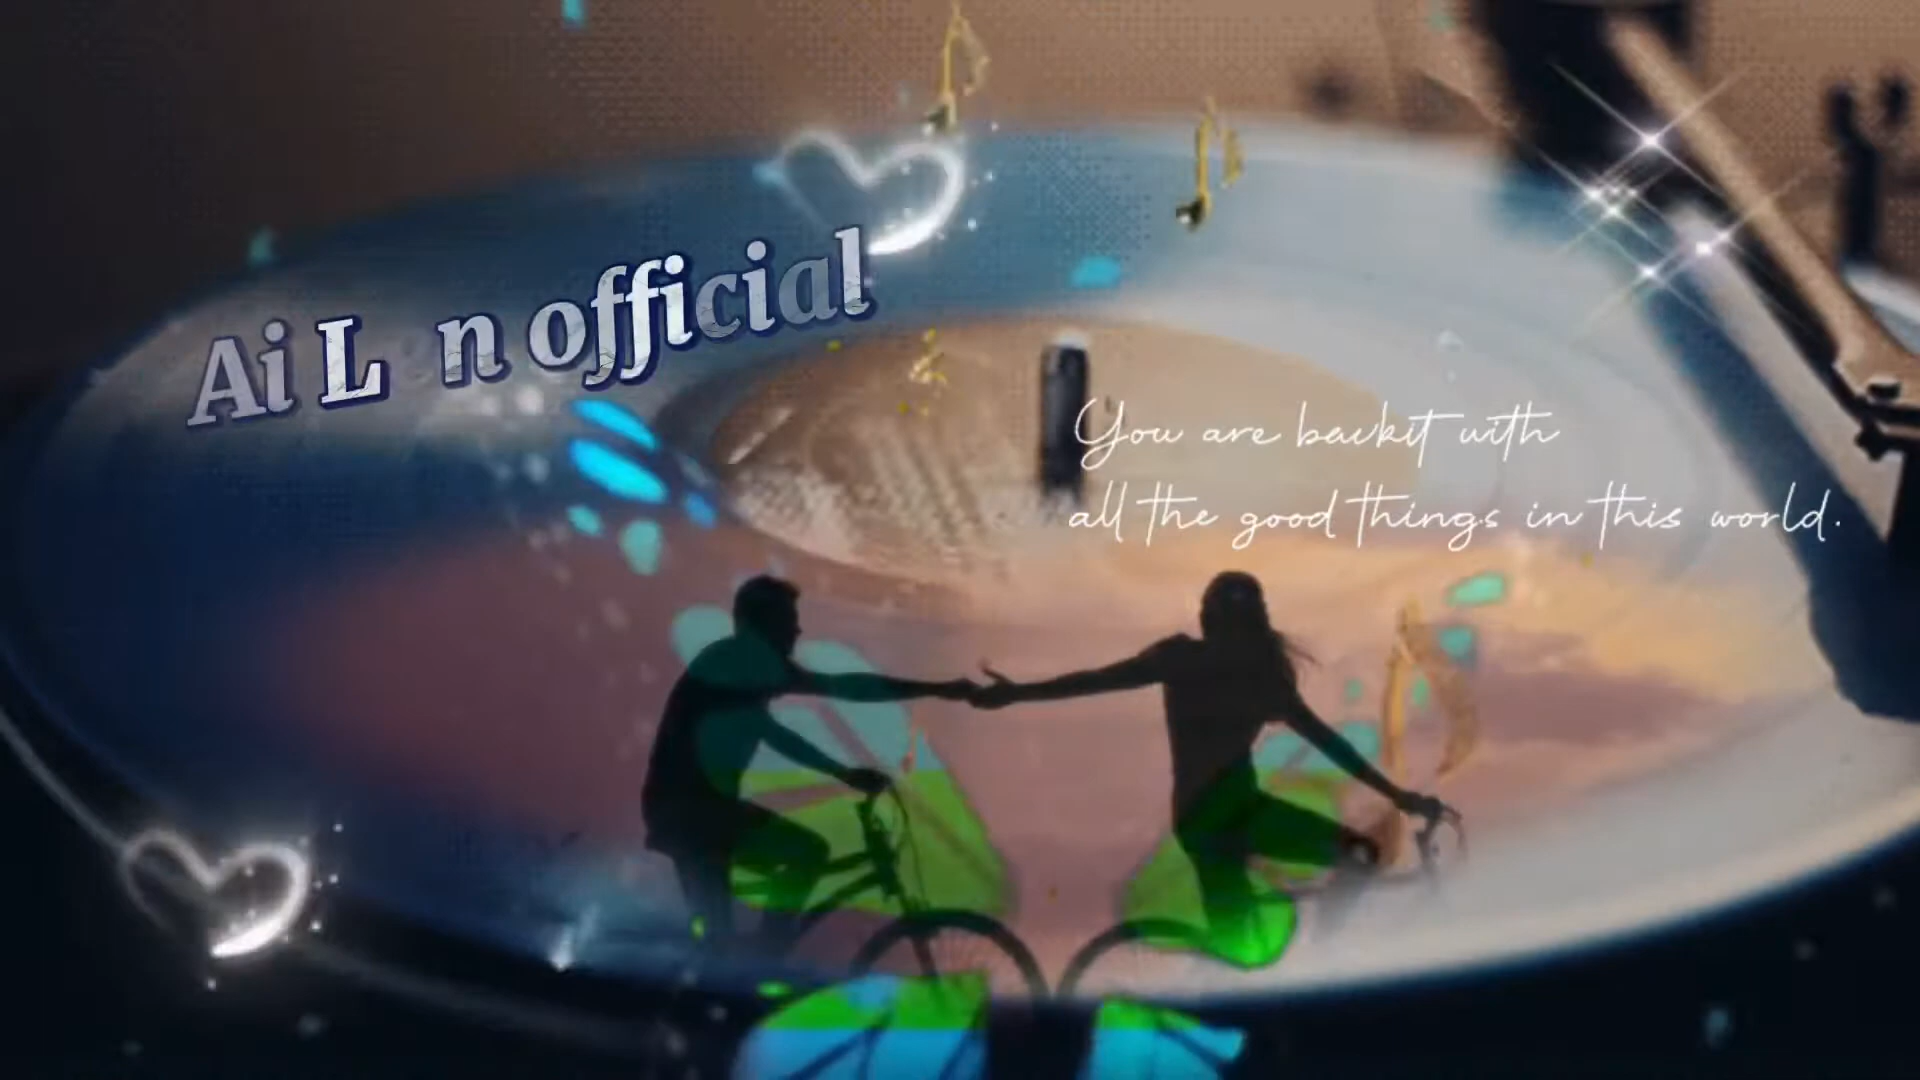 Ai L n official
You are backit with
all the good things in this world.